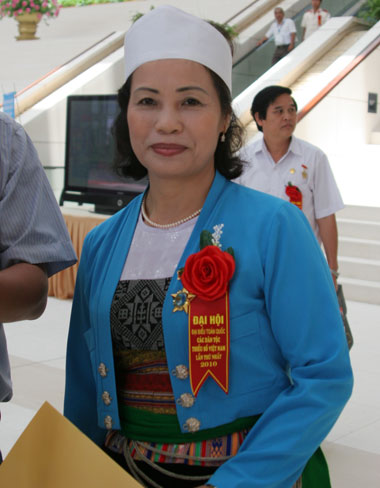 ĐẠI HỘI
ĐẠI BIỂU TOÀN QUỐC
CÁC DÂN TỘC
THIỂU SỐ VIỆT NAM
LẦN THỨ NHẤT
2010